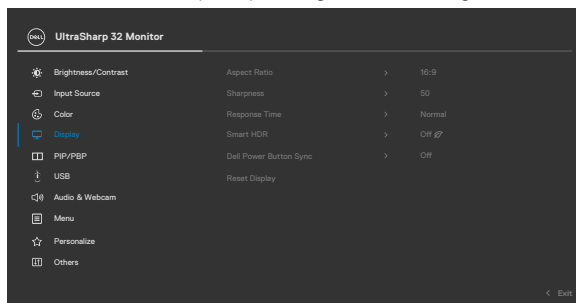 DELL UltraSharp 32 Monitor
Brightness/Contrast Aspect Ratio > 16:9
Input Source Sharpness > 50
Color Response Time > Normal
Display Smart HDR > Off
PIP/PBP Dell Power Button Sync > Off
USB Reset Display
Audio & Webcam
Menu
Personalize
Others
< Exit